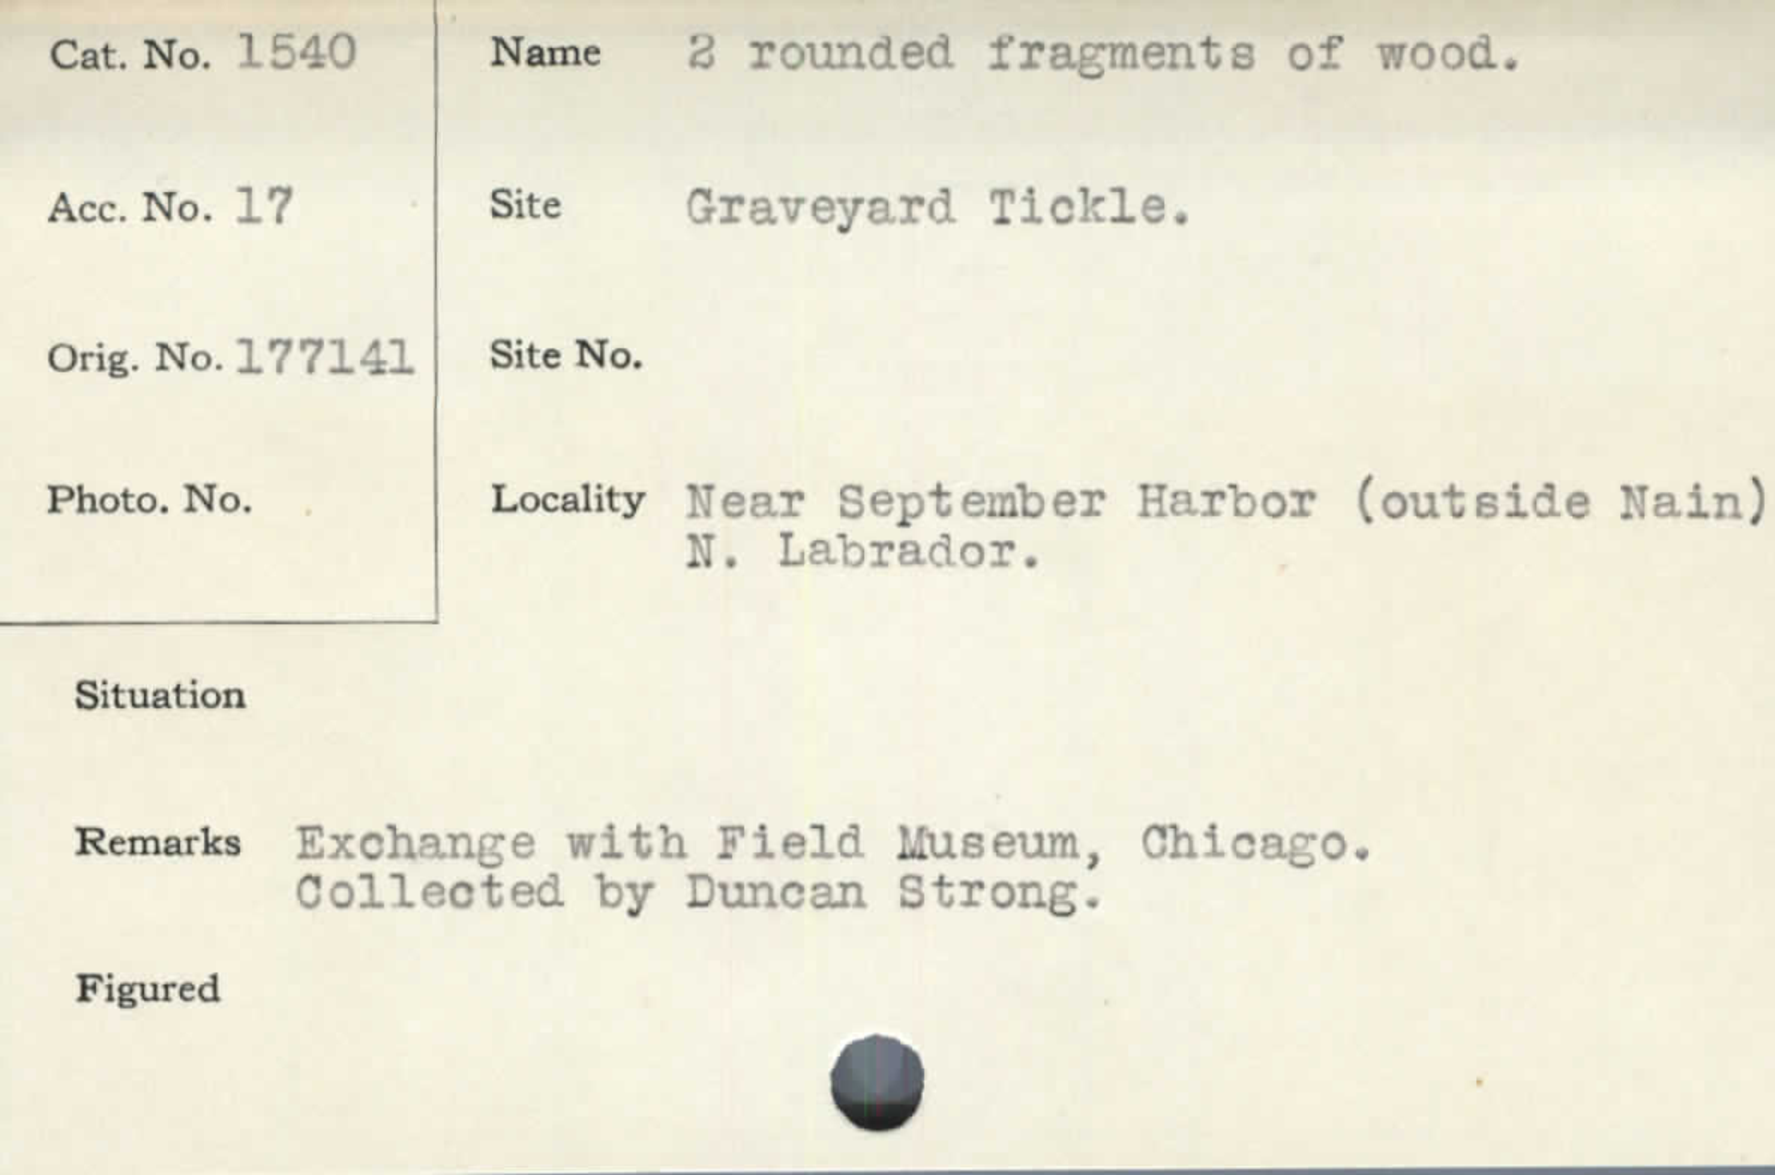 Cat. No. 1540
Name 2 rounded fragments of wood.
Acc. No. 17
Site Graveyard Tickle.
Orig. No. 177141
Site No.
Photo. No.
Locality Near September Harbor (outside Nain)
N. Labrador.
Situation
Remarks Exchange with Field Museum, Chicago.
Collected by Duncan Strong.
Figured